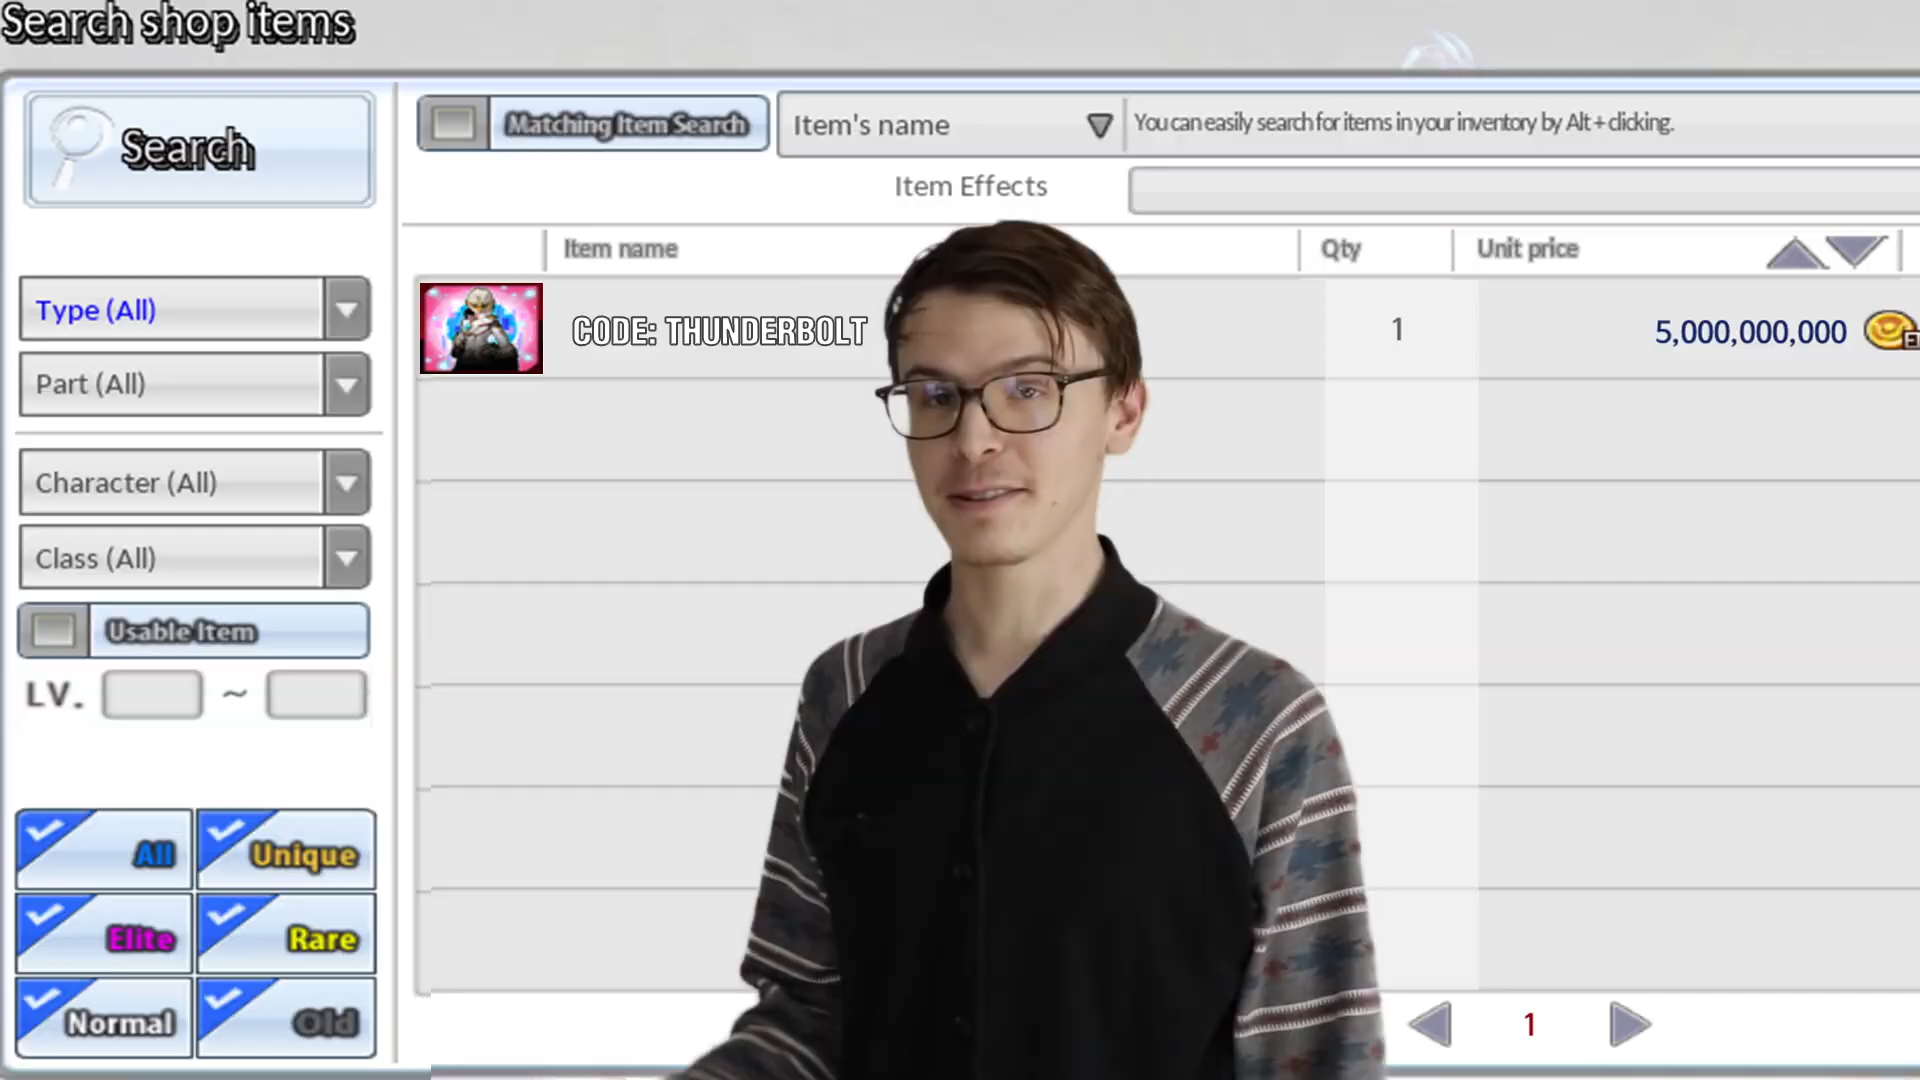 Search shop items
Search
Matching Item Search
Item's name
You can easily search for items in your inventory by Alt + clicking.
Item Effects
Item name
Qty
Unit price
Type (All)
CODE: THUNDERBOLT
1
5,000,000,000
Part (All)
Character (All)
Class (All)
Usable Item
LV. ~
All
Unique
Elite
Rare
Normal
Old
1